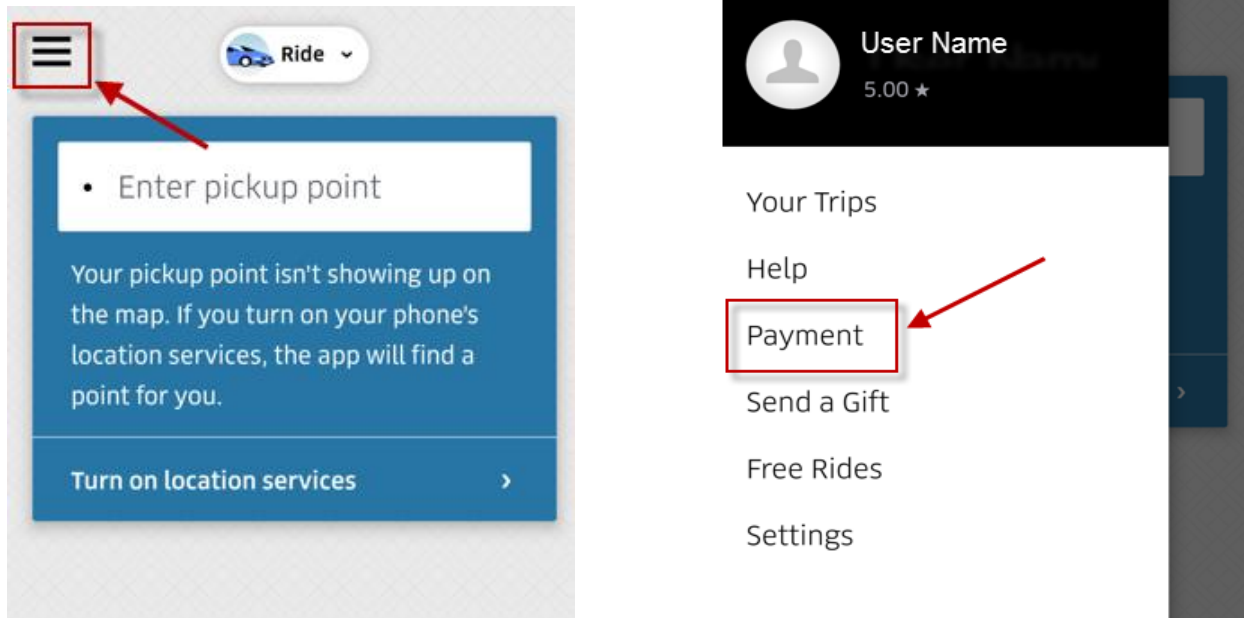 Ride
• Enter pickup point
Your pickup point isn't showing up on
the map. If you turn on your phone's
location services, the app will find a
point for you.
Turn on location services
User Name
5.00 ★
Your Trips
Help
Payment
Send a Gift
Free Rides
Settings